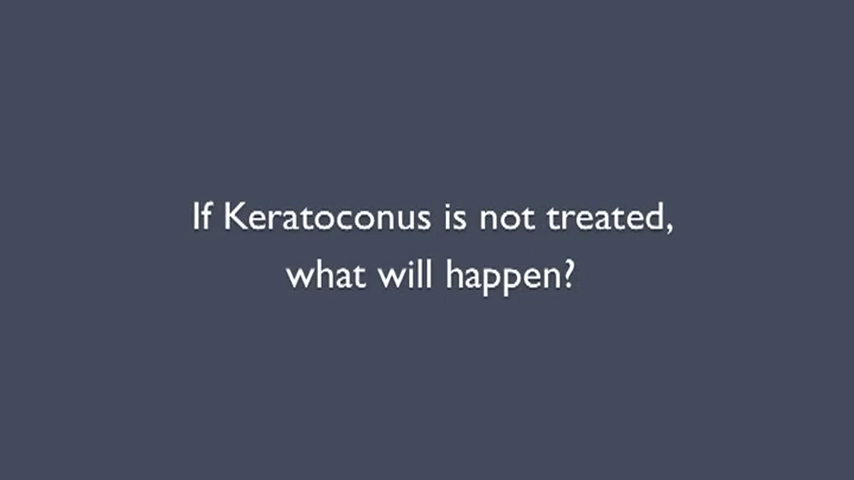 If Keratoconus is not treated,
what will happen?